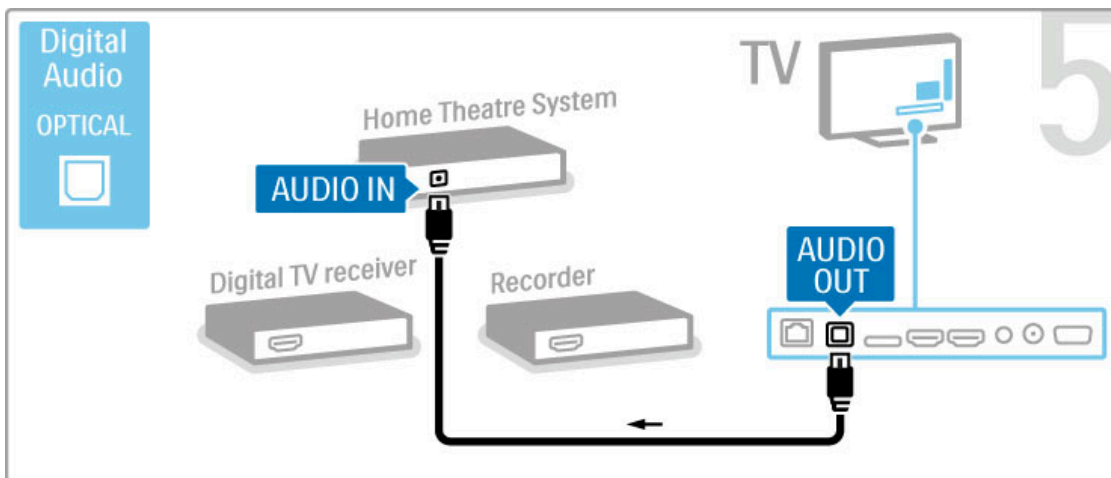 Digital
Audio
OPTICAL
TV
5
Home Theatre System
AUDIO IN
Digital TV receiver
Recorder
AUDIO
OUT